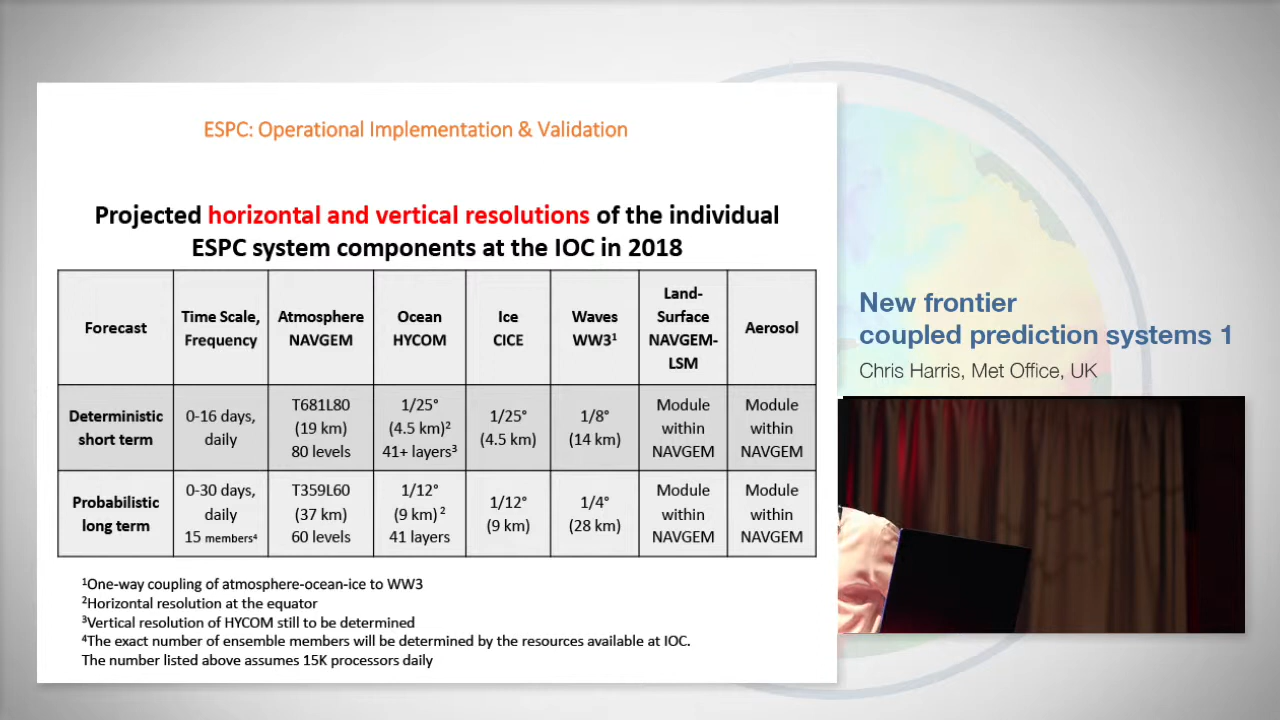 ESPC: Operational Implementation & Validation
Projected horizontal and vertical resolutions of the individual
ESPC system components at the IOC in 2018
Forecast
Time Scale,
Frequency
Atmosphere
NAVGEM
Ocean
HYCOM
Ice
CICE
Waves
WW3¹
Land-
Surface
NAVGEM-
LSM
Aerosol
Deterministic
short term
0-16 days,
daily
T681L80
(19 km)
80 levels
1/25°
(4.5 km)²
41+ layers³
1/25°
(4.5 km)
1/8°
(14 km)
Module
within
NAVGEM
Module
within
NAVGEM
Probabilistic
long term
0-30 days,
daily
15 members⁴
T359L60
(37 km)
60 levels
1/12°
(9 km) ²
41 layers
1/12°
(9 km)
1/4°
(28 km)
Module
within
NAVGEM
Module
within
NAVGEM
¹One-way coupling of atmosphere-ocean-ice to WW3
²Horizontal resolution at the equator
³Vertical resolution of HYCOM still to be determined
⁴The exact number of ensemble members will be determined by the resources available at IOC.
The number listed above assumes 15K processors daily
New frontier
coupled prediction systems 1
Chris Harris, Met Office, UK